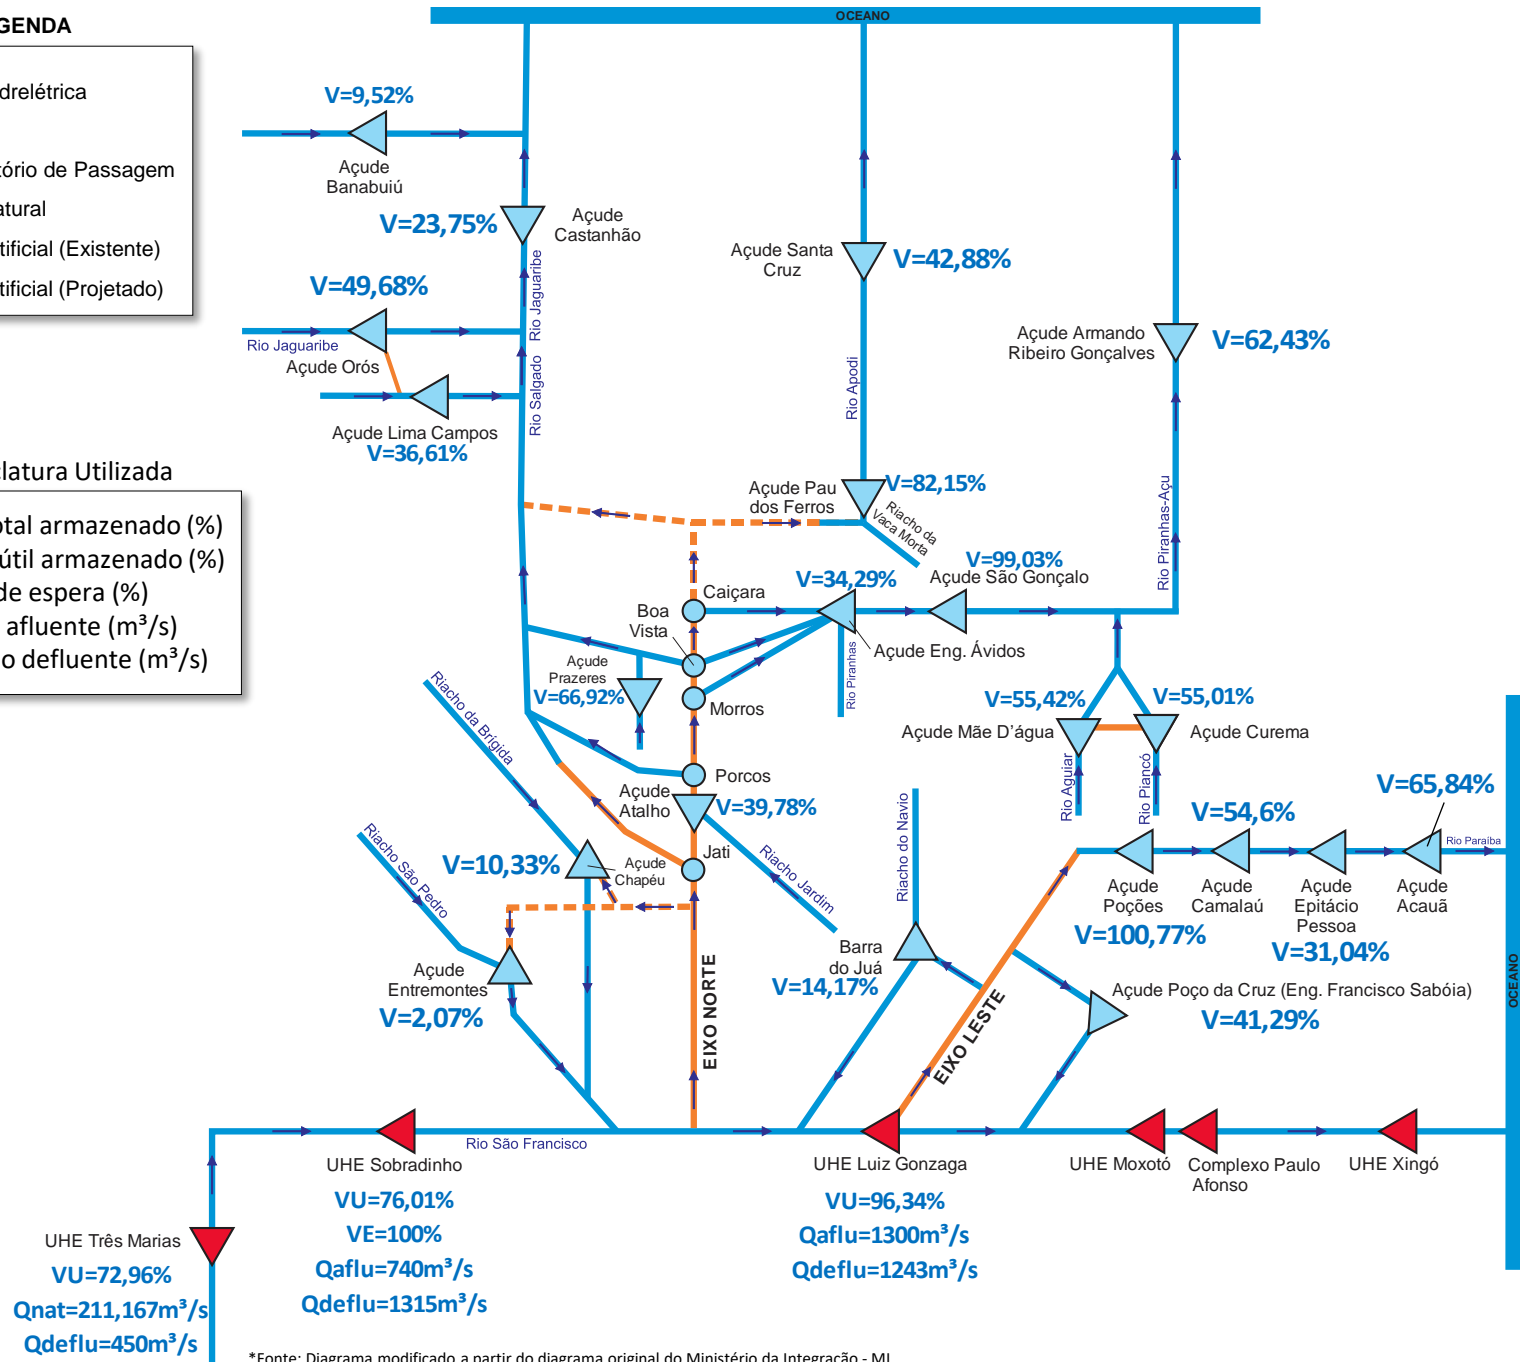 OCEANO
GENDA
drelétrica
tório de Passagem
atural
tificial (Existente)
tificial (Projetado)
V=9,52%
Açude
Banabuiú
V=23,75%
Açude
Castanhão
Rio Jaguaribe
V=49,68%
Rio Jaguaribe
Açude Orós
Rio Salgado
Açude Lima Campos
V=36,61%
Açude Santa
Cruz
V=42,88%
Rio Apodi
Açude Armando
Ribeiro Gonçalves
V=62,43%
Rio Piranhas-Açu
clatura Utilizada
otal armazenado (%)
útil armazenado (%)
de espera (%)
afluente (m³/s)
o defluente (m³/s)
Açude Pau
dos Ferros
V=82,15%
Riacho da
Vaca Morta
V=99,03%
Açude São Gonçalo
V=34,29%
Caiçara
Boa
Vista
Açude Eng. Ávidos
Rio Piranhas
Açude
Prazeres
V=66,92%
Morros
Riacho da Brígida
Porcos
V=55,42%
V=55,01%
Açude Mãe D'água
Açude Curema
Rio Aguiar
Rio Piancó
Açude
Atalho
V=39,78%
Jati
Riacho Jardim
Riacho do Navio
V=65,84%
V=54,6%
Rio Paraíba
Açude
Poções
V=100,77%
Açude
Camalaú
Açude
Epitácio
Pessoa
V=31,04%
Açude
Acauã
Riacho São Pedro
V=10,33%
Açude
Chapéu
Açude
Entremontes
V=2,07%
EIXO NORTE
Barra
do Juá
V=14,17%
EIXO LESTE
Açude Poço da Cruz (Eng. Francisco Sabóia)
V=41,29%
OCEANO
Rio São Francisco
UHE Sobradinho
VU=76,01%
VE=100%
Qaflu=740m³/s
Qdeflu=1315m³/s
UHE Luiz Gonzaga
VU=96,34%
Qaflu=1300m³/s
Qdeflu=1243m³/s
UHE Moxotó
Complexo Paulo
Afonso
UHE Xingó
UHE Três Marias
VU=72,96%
Qnat=211,167m³/s
Qdeflu=450m³/s
*Fonte: Diagrama modificado a partir do diagrama original do Ministério da Integração - MI